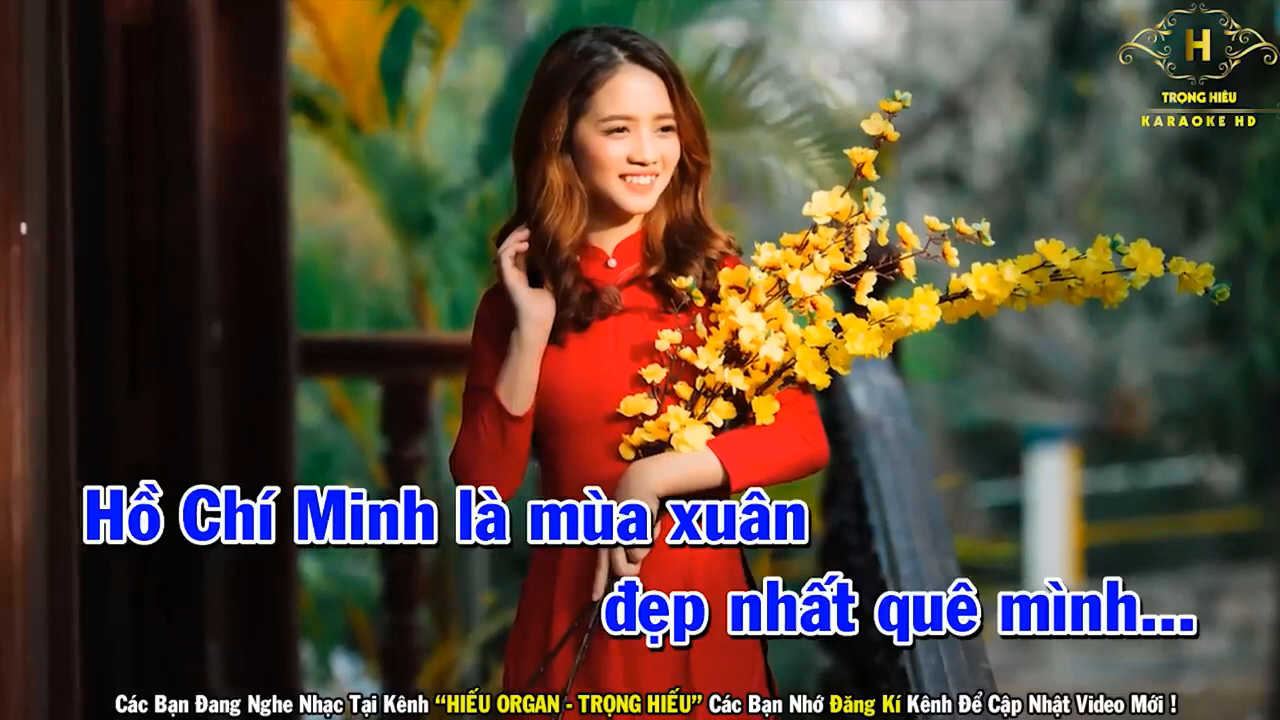 H
TRỌNG HIẾU
KARAOKE HD
Hồ Chí Minh là mùa xuân
đẹp nhất quê mình...
Các Bạn Đang Nghe Nhạc Tại Kênh “HIẾU ORGAN - TRỌNG HIẾU” Các Bạn Nhớ Đăng Kí Kênh Để Cập Nhật Video Mới !